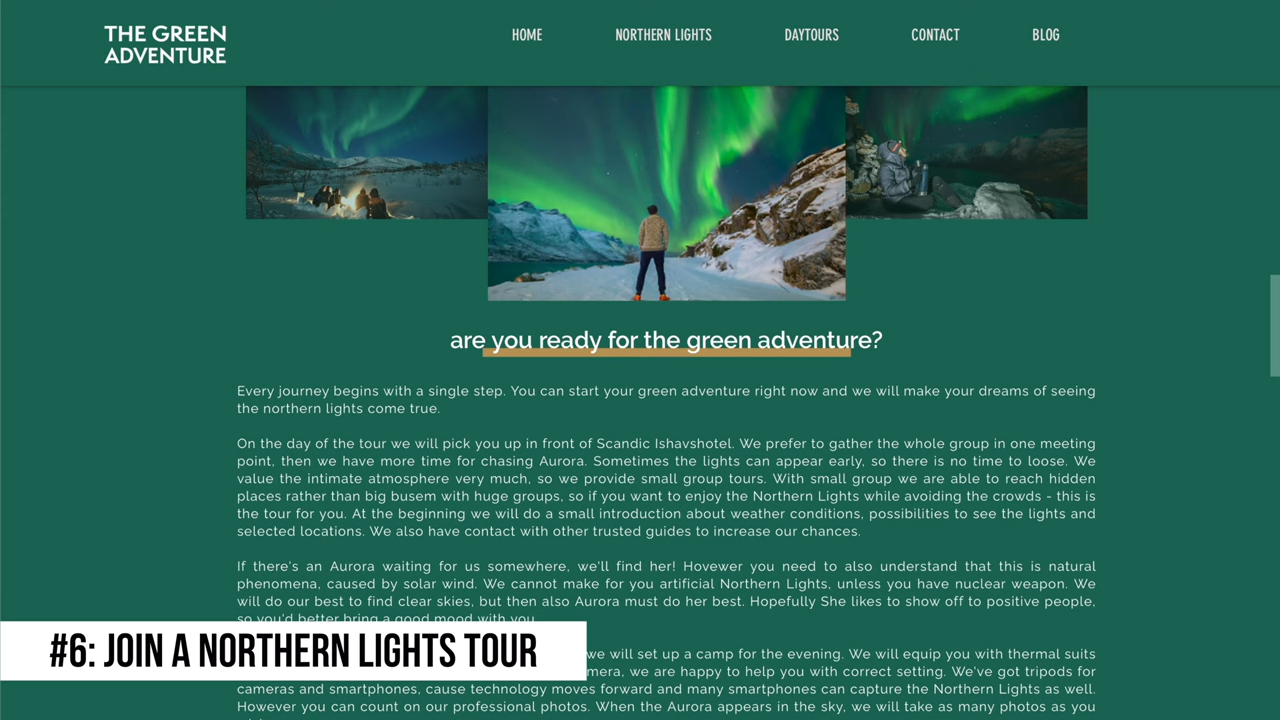 THE GREEN
ADVENTURE
HOME NORTHERN LIGHTS DAYTOURS CONTACT BLOG
are you ready for the green adventure?
Every journey begins with a single step. You can start your green adventure right now and we will make your dreams of seeing
the northern lights come true.
On the day of the tour we will pick you up in front of Scandic Ishavshotel. We prefer to gather the whole group in one meeting
point, then we have more time for chasing Aurora. Sometimes the lights can appear early, so there is no time to loose. We
value the intimate atmosphere very much, so we provide small group tours. With small group we are able to reach hidden
places rather than big busem with huge groups, so if you want to enjoy the Northern Lights while avoiding the crowds - this is
the tour for you. At the beginning we will do a small introduction about weather conditions, possibilities to see the lights and
selected locations. We also have contact with other trusted guides to increase our chances.
If there's an Aurora waiting for us somewhere, we'll find her! Hovewer you need to also understand that this is natural
phenomena, caused by solar wind. We cannot make for you artificial Northern Lights, unless you have nuclear weapon. We
will do our best to find clear skies, but then also Aurora must do her best. Hopefully She likes to show off to positive people,
so you'd better bring a good mood with you.
#6: JOIN A NORTHERN LIGHTS TOUR
we will set up a camp for the evening. We will equip you with thermal suits
we are happy to help you with correct setting. We've got tripods for
cameras and smartphones, cause technology moves forward and many smartphones can capture the Northern Lights as well.
However you can count on our professional photos. When the Aurora appears in the sky, we will take as many photos as you